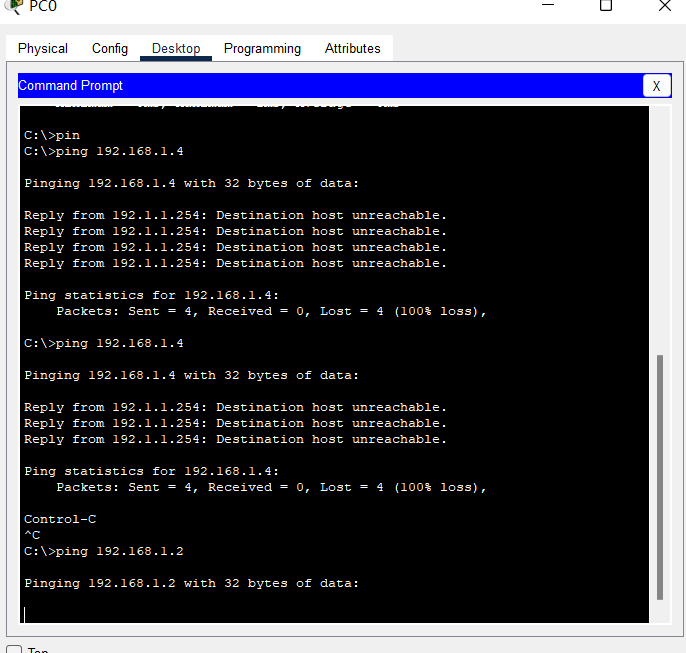 PC0
Physical Config Desktop Programming Attributes
Command Prompt
X
C:\>pin
C:\>ping 192.168.1.4
Pinging 192.168.1.4 with 32 bytes of data:
Reply from 192.1.1.254: Destination host unreachable.
Reply from 192.1.1.254: Destination host unreachable.
Reply from 192.1.1.254: Destination host unreachable.
Reply from 192.1.1.254: Destination host unreachable.
Ping statistics for 192.168.1.4:
Packets: Sent = 4, Received = 0, Lost = 4 (100% loss),
C:\>ping 192.168.1.4
Pinging 192.168.1.4 with 32 bytes of data:
Reply from 192.1.1.254: Destination host unreachable.
Reply from 192.1.1.254: Destination host unreachable.
Reply from 192.1.1.254: Destination host unreachable.
Ping statistics for 192.168.1.4:
Packets: Sent = 4, Received = 0, Lost = 4 (100% loss),
Control-C
^C
C:\>ping 192.168.1.2
Pinging 192.168.1.2 with 32 bytes of data:
Top